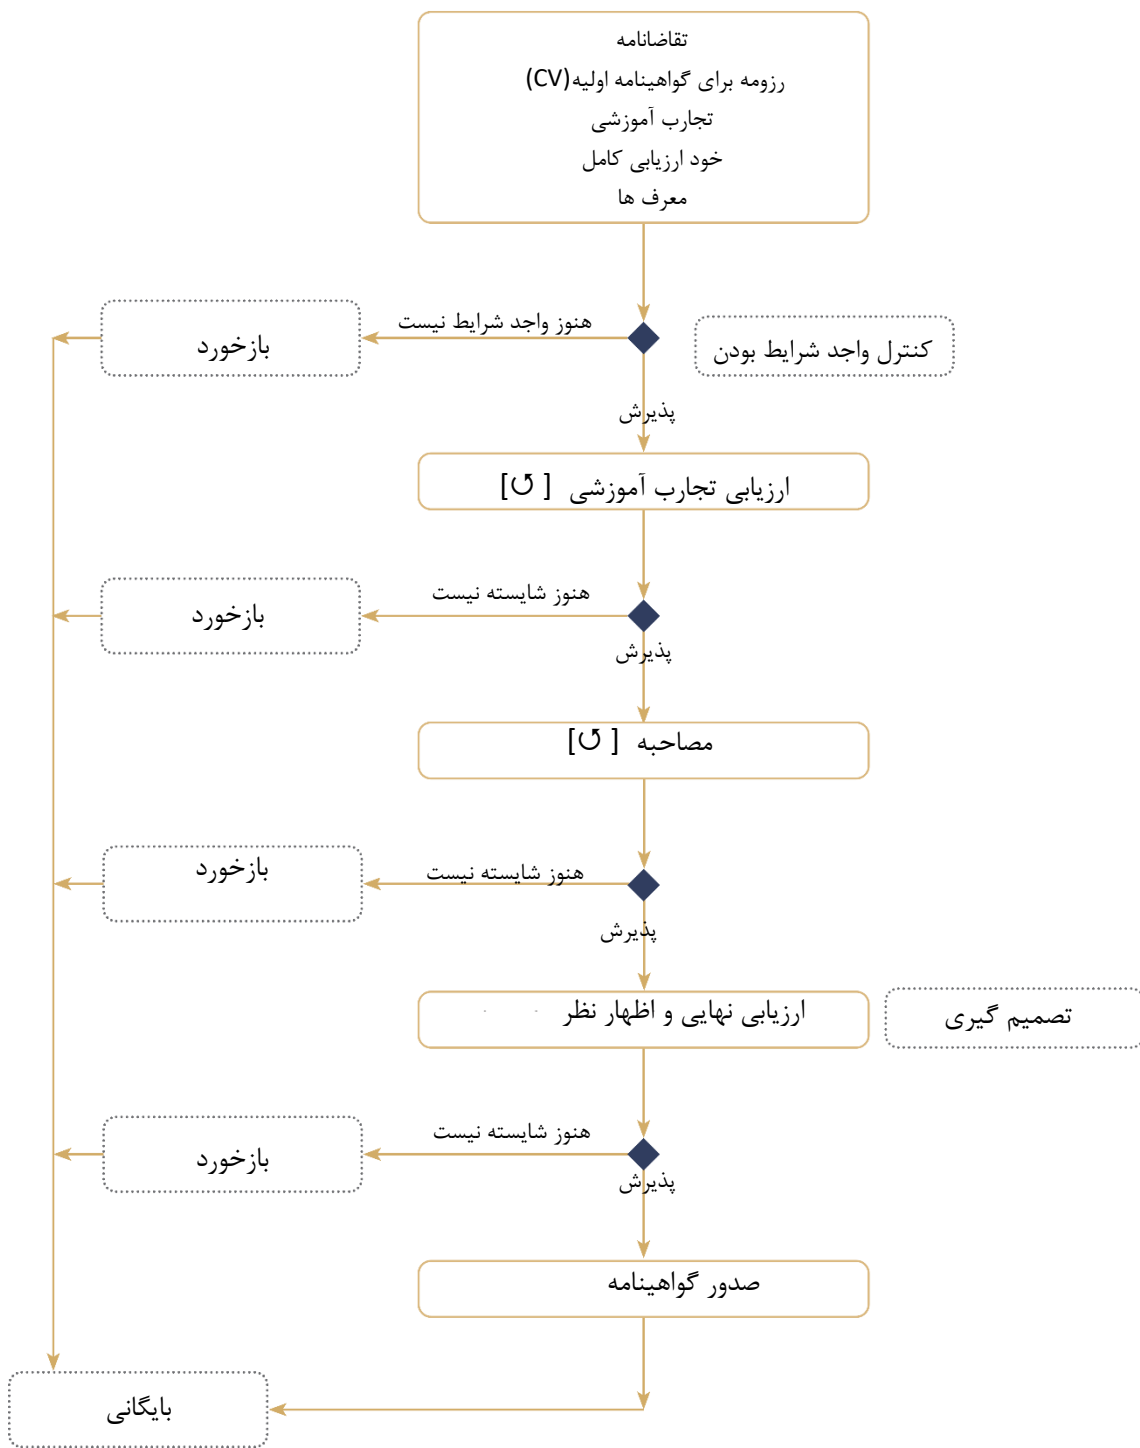 تقاضانامه
رزومه برای گواهینامه اولیه(CV)
تجارب آموزشی
خود ارزیابی کامل
معرف ها
کنترل واجد شرایط بودن
هنوز واجد شرایط نیست
بازخورد
پذیرش
ارزیابی تجارب آموزشی [↺]
هنوز شایسته نیست
بازخورد
پذیرش
مصاحبه [↺]
هنوز شایسته نیست
بازخورد
پذیرش
تصمیم گیری
ارزیابی نهایی و اظهار نظر
هنوز شایسته نیست
بازخورد
پذیرش
صدور گواهینامه
بایگانی